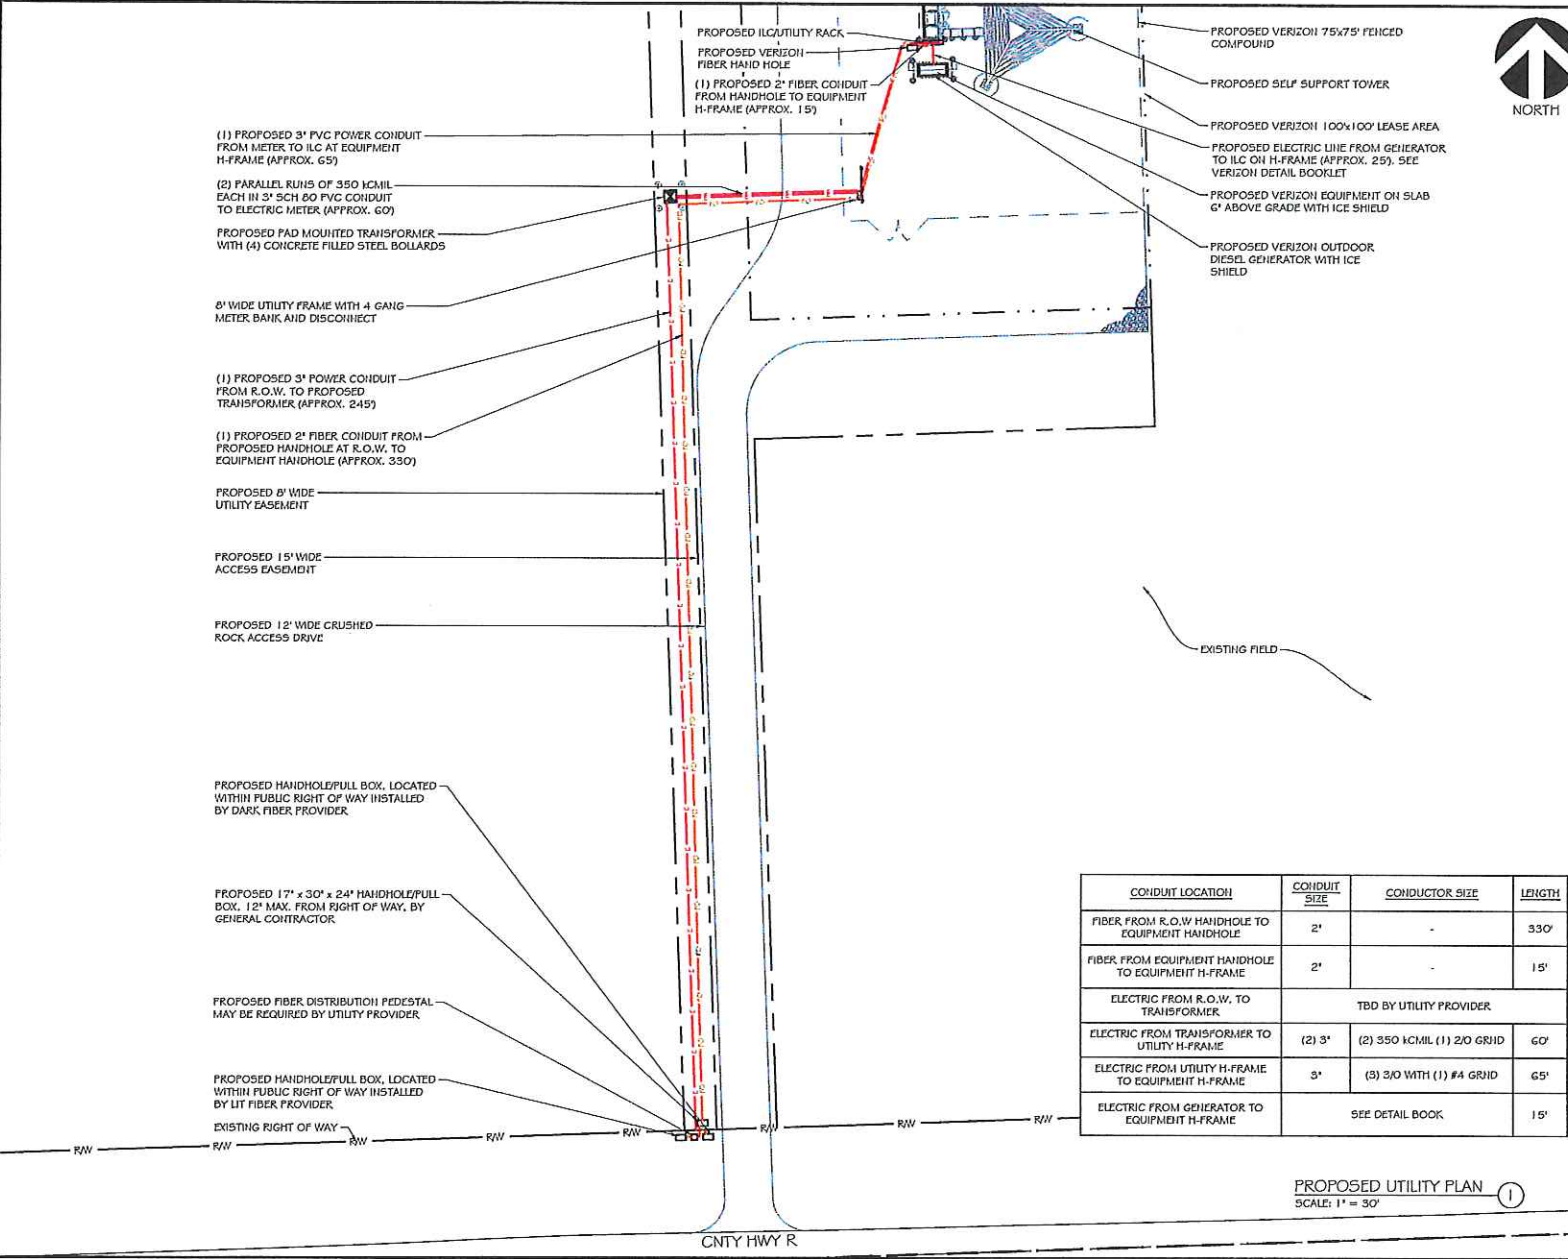 PROPOSED ILC/UTILITY RACK
PROPOSED VERIZON
FIBER HAND HOLE
(1) PROPOSED 2" FIBER CONDUIT
FROM HANDHOLE TO EQUIPMENT
H-FRAME (APPROX. 15')
(1) PROPOSED 3" PVC POWER CONDUIT
FROM METER TO ILC AT EQUIPMENT
H-FRAME (APPROX. 65')
(2) PARALLEL RUNS OF 350 kCMIL
EACH IN 3" SCH 80 PVC CONDUIT
TO ELECTRIC METER (APPROX. 60')
PROPOSED PAD MOUNTED TRANSFORMER
WITH (4) CONCRETE FILLED STEEL BOLLARDS
8' WIDE UTILITY FRAME WITH 4 GANG
METER BANK AND DISCONNECT
(1) PROPOSED 3" POWER CONDUIT
FROM R.O.W. TO PROPOSED
TRANSFORMER (APPROX. 245')
(1) PROPOSED 2" FIBER CONDUIT FROM
PROPOSED HANDHOLE AT R.O.W. TO
EQUIPMENT HANDHOLE (APPROX. 330')
PROPOSED 8' WIDE
UTILITY EASEMENT
PROPOSED 15' WIDE
ACCESS EASEMENT
PROPOSED 12' WIDE CRUSHED
ROCK ACCESS DRIVE
PROPOSED HANDHOLE/PULL BOX, LOCATED
WITHIN PUBLIC RIGHT OF WAY INSTALLED
BY DARK FIBER PROVIDER
PROPOSED 17" x 30" x 24" HANDHOLE/PULL
BOX, 12" MAX. FROM RIGHT OF WAY, BY
GENERAL CONTRACTOR
PROPOSED FIBER DISTRIBUTION PEDESTAL
MAY BE REQUIRED BY UTILITY PROVIDER
PROPOSED HANDHOLE/PULL BOX, LOCATED
WITHIN PUBLIC RIGHT OF WAY INSTALLED
BY LIT FIBER PROVIDER
EXISTING RIGHT OF WAY
R/W R/W R/W R/W R/W R/W R/W
CNTY HWY R
PROPOSED VERIZON 75'x75' FENCED
COMPOUND
PROPOSED SELF SUPPORT TOWER
PROPOSED VERIZON 100'x100' LEASE AREA
PROPOSED ELECTRIC LINE FROM GENERATOR
TO ILC ON H-FRAME (APPROX. 25'). SEE
VERIZON DETAIL BOOKLET
PROPOSED VERIZON EQUIPMENT ON SLAB
6" ABOVE GRADE WITH ICE SHIELD
PROPOSED VERIZON OUTDOOR
DIESEL GENERATOR WITH ICE
SHIELD
NORTH
EXISTING FIELD
CONDUIT LOCATION CONDUIT SIZE CONDUCTOR SIZE LENGTH
FIBER FROM R.O.W HANDHOLE TO EQUIPMENT HANDHOLE 2" - 330'
FIBER FROM EQUIPMENT HANDHOLE TO EQUIPMENT H-FRAME 2" - 15'
ELECTRIC FROM R.O.W. TO TRANSFORMER TBD BY UTILITY PROVIDER
ELECTRIC FROM TRANSFORMER TO UTILITY H-FRAME (2) 3" (2) 350 kCMIL (1) 2/0 GRND 60'
ELECTRIC FROM UTILITY H-FRAME TO EQUIPMENT H-FRAME 3" (3) 3/0 WITH (1) #4 GRND 65'
ELECTRIC FROM GENERATOR TO EQUIPMENT H-FRAME SEE DETAIL BOOK 15'
PROPOSED UTILITY PLAN 1
SCALE: 1" = 30'